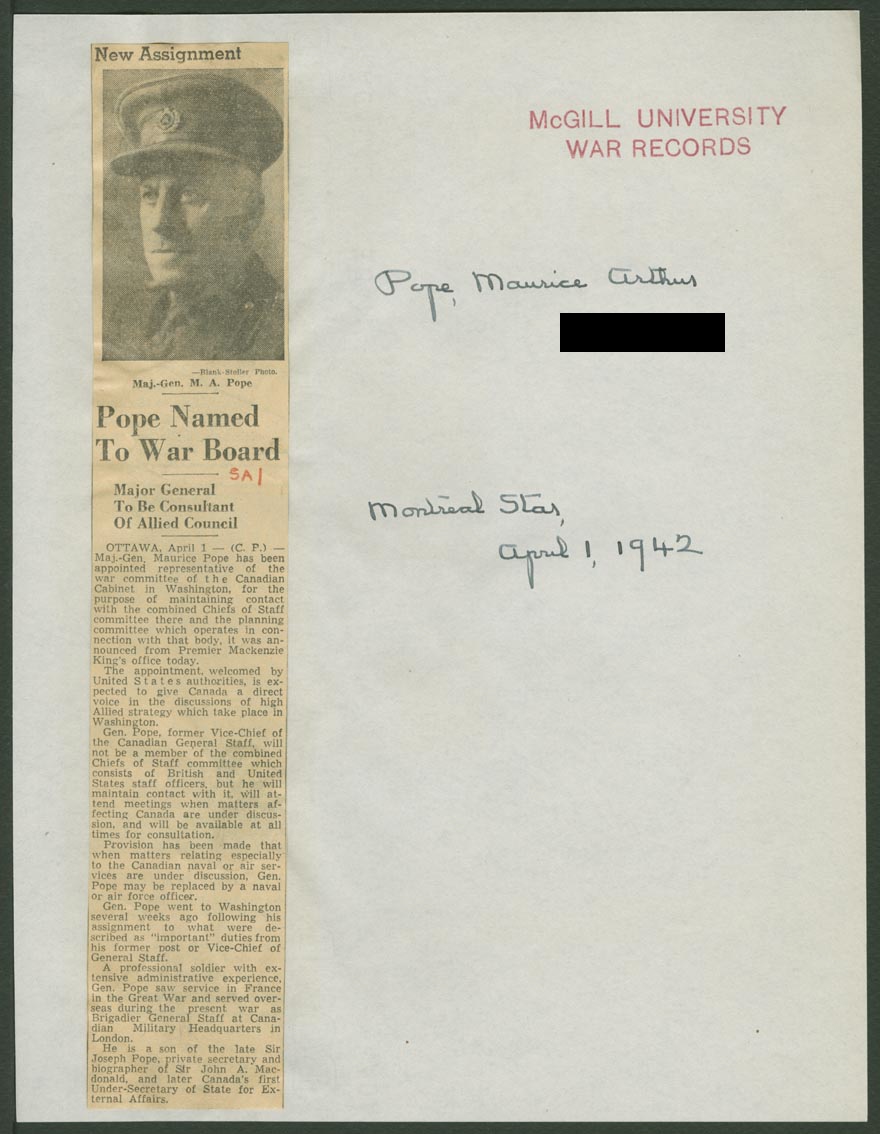 New Assignment
—Blank-Stoller Photo.
Maj.-Gen. M. A. Pope
Pope Named
To War Board
SA1
Major General
To Be Consultant
Of Allied Council
OTTAWA, April 1 — (C. P.) —
Maj.-Gen. Maurice Pope has been
appointed representative of the
war committee of the Canadian
Cabinet in Washington, for the
purpose of maintaining contact
with the combined Chiefs of Staff
committee there and the planning
committee which operates in con-
nection with that body, it was an-
nounced from Premier Mackenzie
King's office today.
The appointment, welcomed by
United States authorities, is ex-
pected to give Canada a direct
voice in the discussions of high
Allied strategy which take place in
Washington.
Gen. Pope, former Vice-Chief of
the Canadian General Staff, will
not be a member of the combined
Chiefs of Staff committee which
consists of British and United
States staff officers, but he will
maintain contact with it, will at-
tend meetings when matters af-
fecting Canada are under discus-
sion, and will be available at all
times for consultation.
Provision has been made that
when matters relating especially
to the Canadian naval or air ser-
vices are under discussion, Gen.
Pope may be replaced by a naval
or air force officer.
Gen. Pope went to Washington
several weeks ago following his
assignment to what were de-
scribed as "important" duties from
his former post or Vice-Chief of
General Staff.
A professional soldier with ex-
tensive administrative experience,
Gen. Pope saw service in France
in the Great War and served over-
seas during the present war as
Brigadier General Staff at Cana-
dian Military Headquarters in
London.
He is a son of the late Sir
Joseph Pope, private secretary and
biographer of Sir John A. Mac-
donald, and later Canada's first
Under-Secretary of State for Ex-
ternal Affairs.
McGILL UNIVERSITY
WAR RECORDS
Pope, Maurice Arthur
Montreal Star,
April 1, 1942